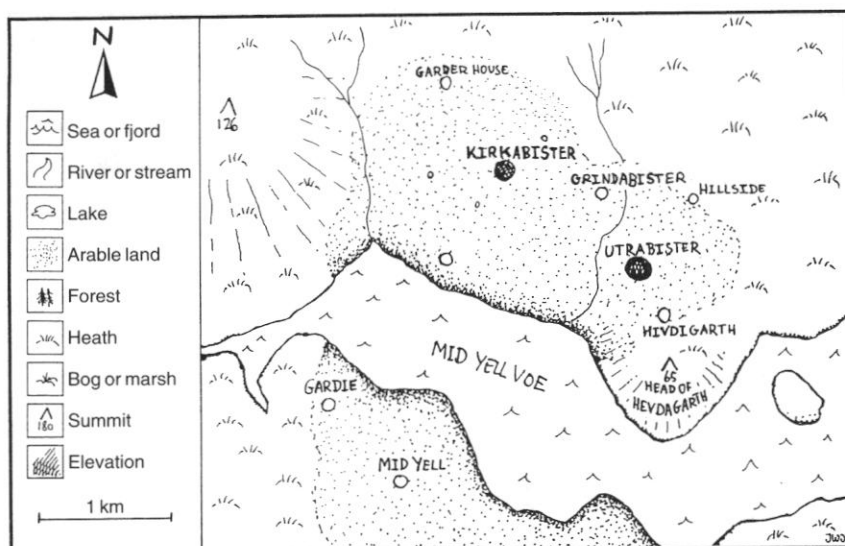 N
Sea or fjord
River or stream
Lake
Arable land
Forest
Heath
Bog or marsh
180
Summit
Elevation
1 km
126
GARDER HOUSE
KIRKABISTER
GRINDABISTER
HILLSIDE
UTRABISTER
HIVDIGARTH
65
HEAD OF
HEVDAGARTH
MID YELL VOE
GARDIE
MID YELL
JWJ